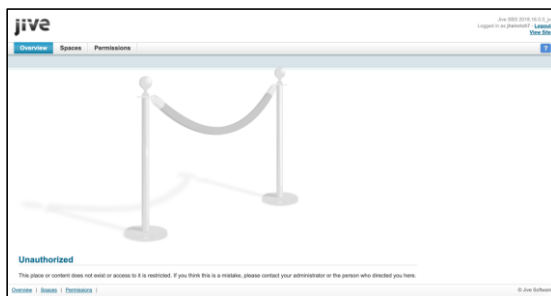 jive
Logged in as
Logout
View Site
Overview Spaces Permissions
?
Unauthorized
This place or content does not exist or access to it is restricted. If you think this is a mistake, please contact your administrator or the person who directed you here.
Overview | Spaces | Permissions |
© Jive Software